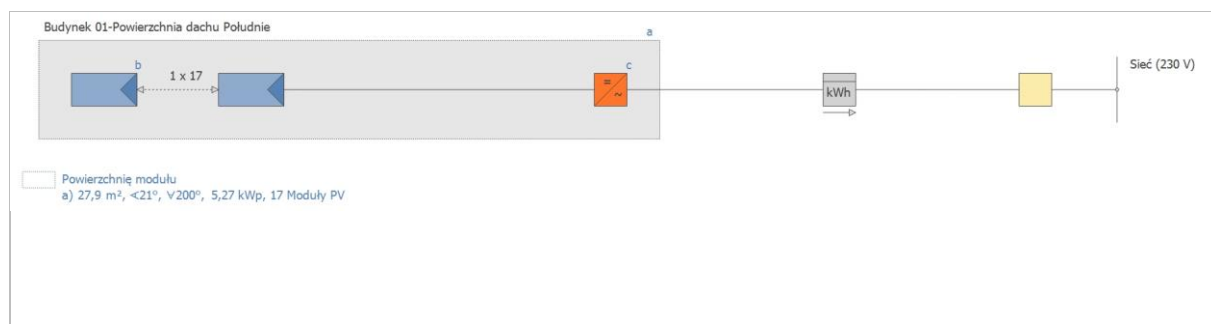 Budynek 01-Powierzchnia dachu Południe
a
b
1 x 17
c
=
~
kWh
Sieć (230 V)
Powierzchnię modułu
a) 27,9 m², ∢21°, ∨200°, 5,27 kWp, 17 Moduły PV